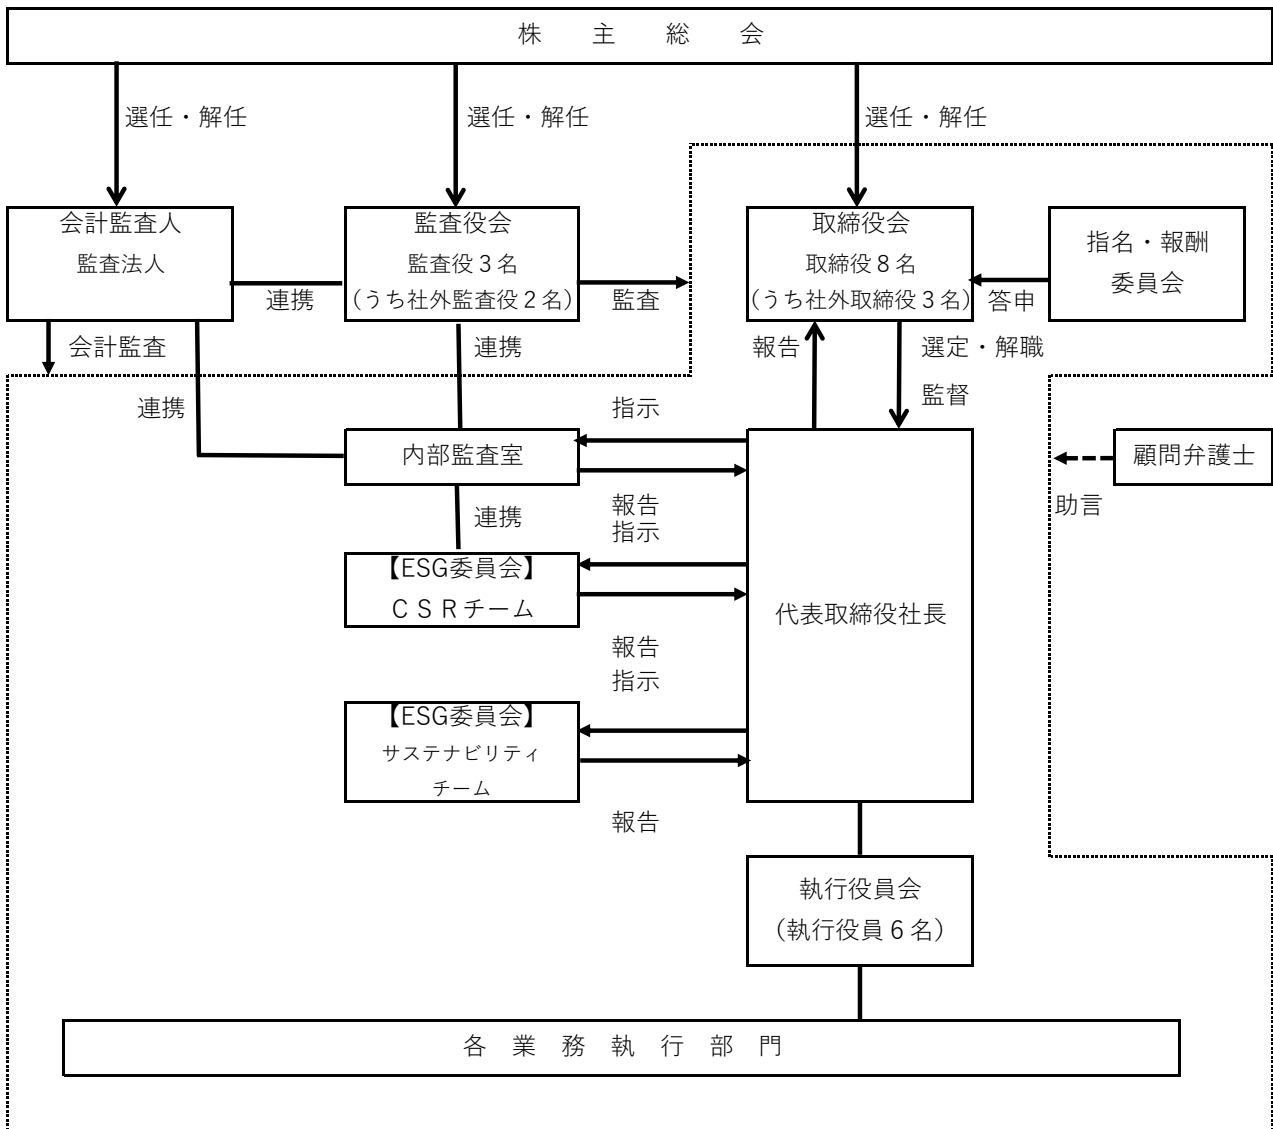 株　主　総　会
選任・解任
選任・解任
選任・解任
会計監査人
監査法人
連携
監査役会
監査役３名
（うち社外監査役２名）
監査
取締役会
取締役８名
（うち社外取締役３名）
答申
指名・報酬
委員会
会計監査
連携
報告
選定・解職
監督
連携
指示
内部監査室
報告
顧問弁護士
助言
連携
指示
【ESG委員会】
ＣＳＲチーム
報告
代表取締役社長
指示
【ESG委員会】
サステナビリティ
チーム
報告
執行役員会
（執行役員６名）
各　業　務　執　行　部　門